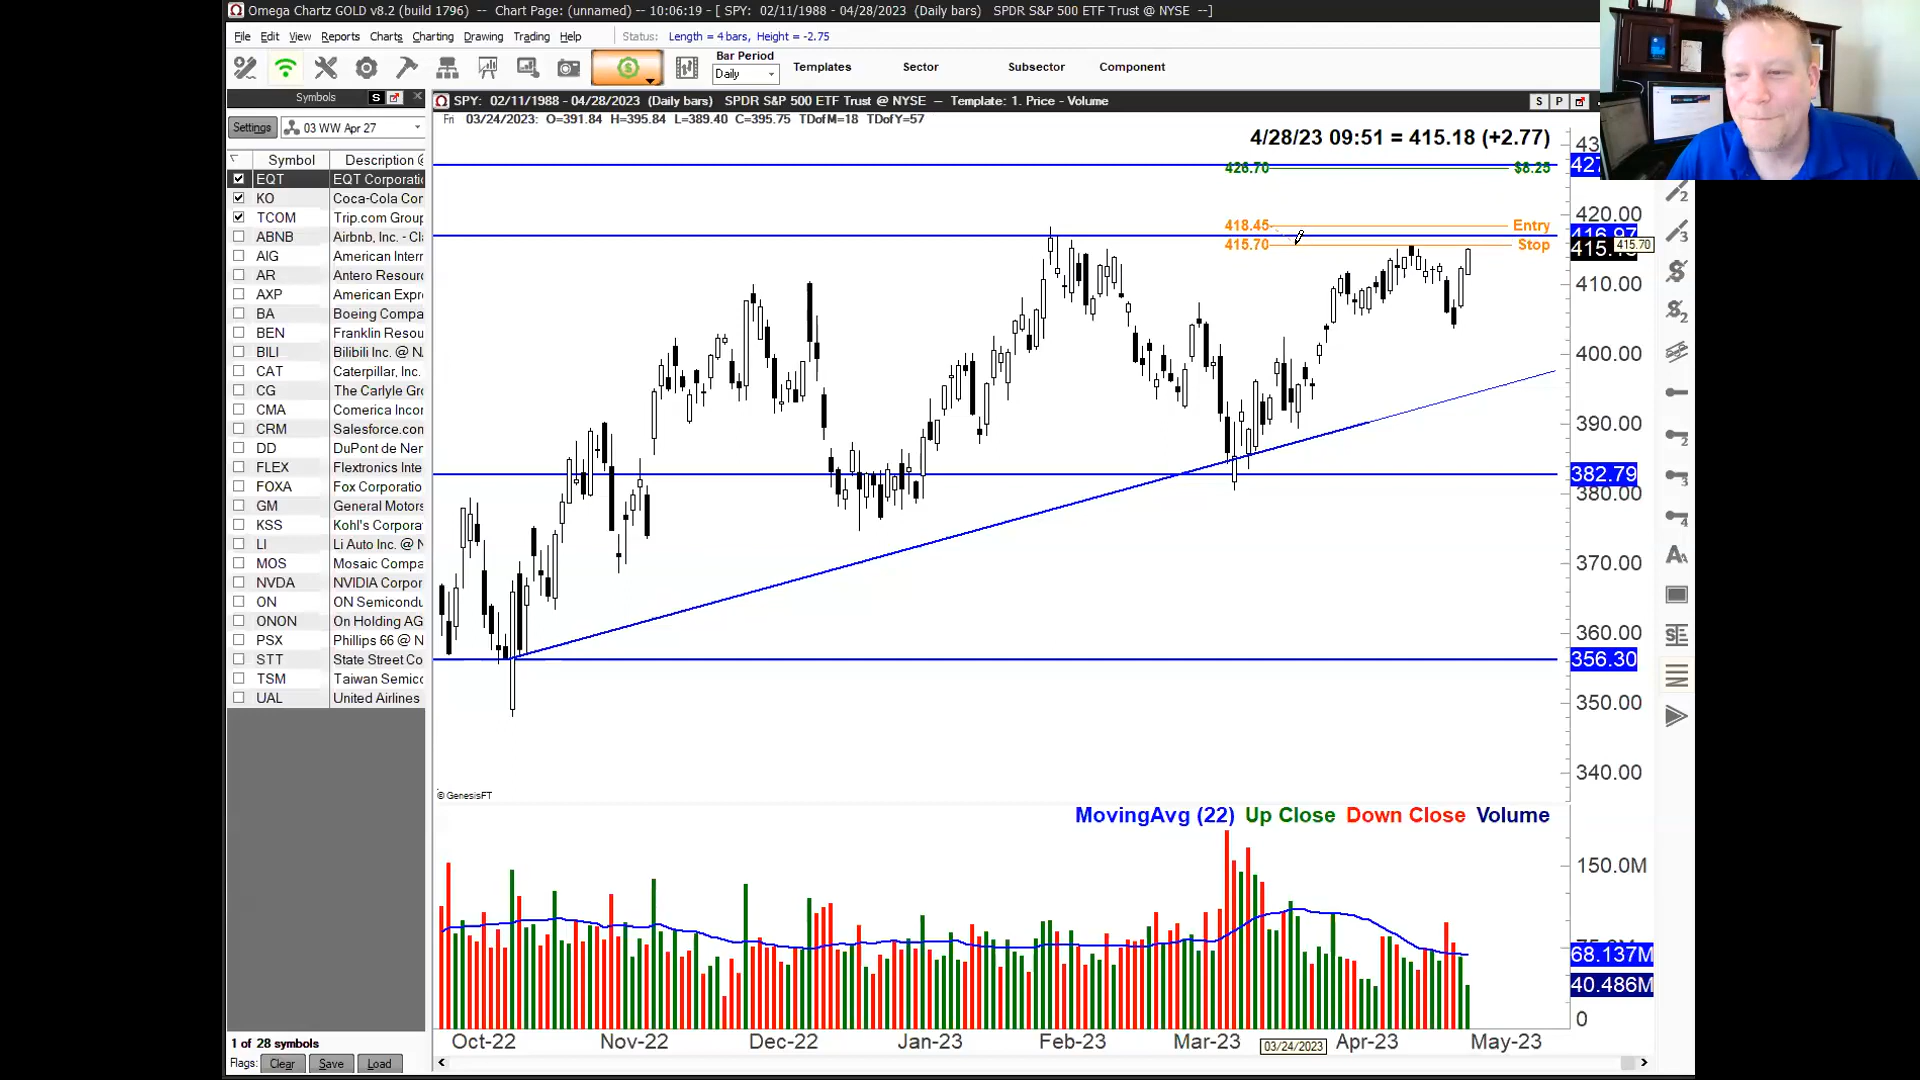 Omega Chartz GOLD v8.2 (build 1796) -- Chart Page: (unnamed) -- 10:06:19 - [ SPY: 02/11/1988 - 04/28/2023 (Daily bars) SPDR S&P 500 ETF Trust @ NYSE --]
File Edit View Reports Charts Charting Drawing Trading Help Status: Length = 4 bars, Height = -2.75
Bar Period
Daily
Templates Sector Subsector Component
Symbols S
SPY: 02/11/1988 - 04/28/2023 (Daily bars) SPDR S&P 500 ETF Trust @ NYSE -- Template: 1. Price - Volume
S P
Fri 03/24/2023: O=391.84 H=395.84 L=389.40 C=395.75 TDofM=18 TDofY=57
Settings 03 WW Apr 27
Symbol Description
EQT EQT Corporati
KO Coca-Cola Cor
TCOM Trip.com Group
ABNB Airbnb, Inc. - Cl
AIG American Intern
AR Antero Resourc
AXP American Expre
BA Boeing Compa
BEN Franklin Resou
BILI Bilibili Inc. @ N
CAT Caterpillar, Inc.
CG The Carlyle Gro
CMA Comerica Incor
CRM Salesforce.com
DD DuPont de Nem
FLEX Flextronics Inte
FOXA Fox Corporatio
GM General Motors
KSS Kohl's Corpora
LI Li Auto Inc. @ N
MOS Mosaic Compa
NVDA NVIDIA Corpor
ON ON Semicondu
ONON On Holding AG
PSX Phillips 66 @ N
STT State Street Co
TSM Taiwan Semico
UAL United Airlines
1 of 28 symbols
Flags: Clear Save Load
4/28/23 09:51 = 415.18 (+2.77)
426.70 $8.25
418.45 Entry
415.70 Stop
427
420.00
416.97
415.70
410.00
400.00
390.00
382.79
380.00
370.00
360.00
356.30
350.00
340.00
© GenesisFT
MovingAvg (22) Up Close Down Close Volume
150.0M
68.137M
40.486M
0
Oct-22 Nov-22 Dec-22 Jan-23 Feb-23 Mar-23 03/24/2023 Apr-23 May-23